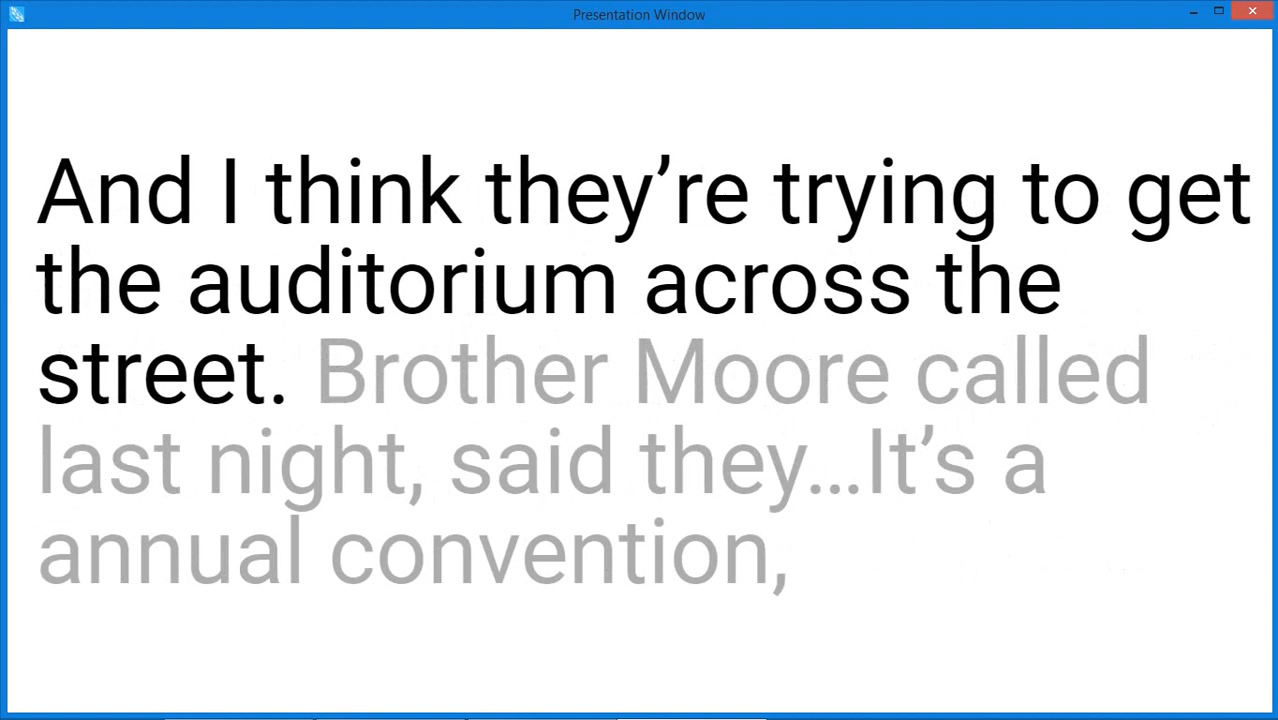 Presentation Window
And I think they’re trying to get
the auditorium across the
street. Brother Moore called
last night, said they…It’s a
annual convention,